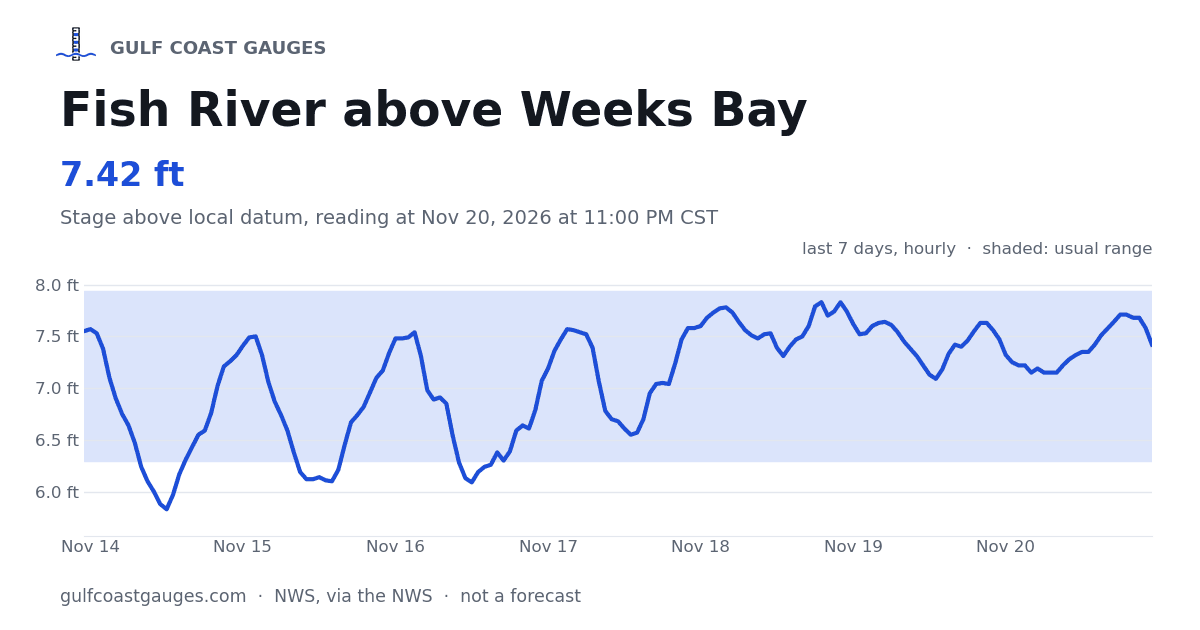 GULF COAST GAUGES
Fish River above Weeks Bay
7.42 ft
Stage above local datum, reading at Nov 20, 2026 at 11:00 PM CST
last 7 days, hourly · shaded: usual range
8.0 ft
7.5 ft
7.0 ft
6.5 ft
6.0 ft
Nov 14 Nov 15 Nov 16 Nov 17 Nov 18 Nov 19 Nov 20
gulfcoastgauges.com · NWS, via the NWS · not a forecast